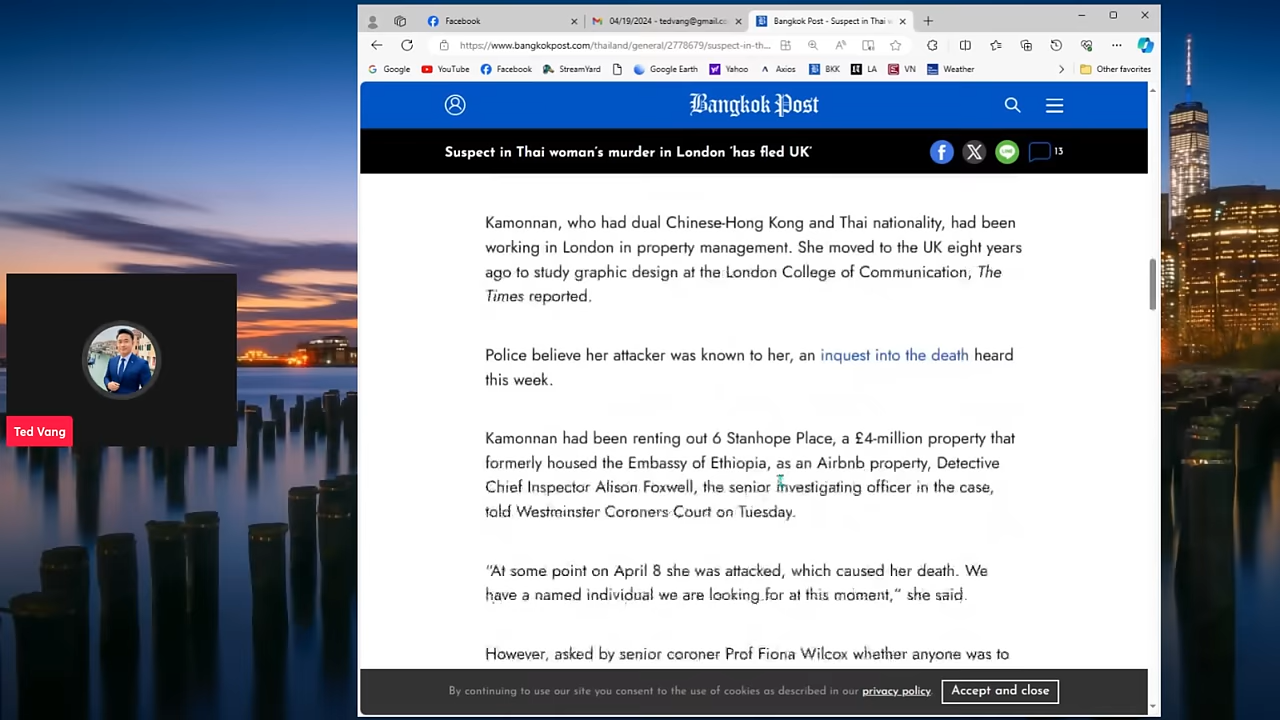 Facebook
04/19/2024 - tedvang@gmail.co
Bangkok Post - Suspect in Thai w
https://www.bangkokpost.com/thailand/general/2778679/suspect-in-th...
Google YouTube Facebook StreamYard Google Earth Yahoo Axios BKK LA VN Weather Other favorites
Bangkok Post
Suspect in Thai woman's murder in London 'has fled UK'
13
Kamonnan, who had dual Chinese-Hong Kong and Thai nationality, had been
working in London in property management. She moved to the UK eight years
ago to study graphic design at the London College of Communication, The
Times reported.
Police believe her attacker was known to her, an inquest into the death heard
this week.
Kamonnan had been renting out 6 Stanhope Place, a £4-million property that
formerly housed the Embassy of Ethiopia, as an Airbnb property, Detective
Chief Inspector Alison Foxwell, the senior investigating officer in the case,
told Westminster Coroners Court on Tuesday.
"At some point on April 8 she was attacked, which caused her death. We
have a named individual we are looking for at this moment," she said.
However, asked by senior coroner Prof Fiona Wilcox whether anyone was to
By continuing to use our site you consent to the use of cookies as described in our privacy policy.
Accept and close
Ted Vang